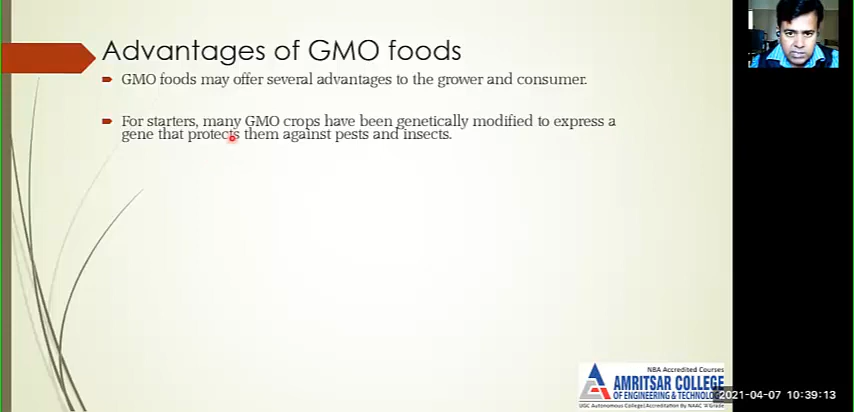 Advantages of GMO foods
GMO foods may offer several advantages to the grower and consumer.
For starters, many GMO crops have been genetically modified to express a
gene that protects them against pests and insects.
NBA Accredited Courses
AMRITSAR COLLEGE
OF ENGINEERING & TECHNOLO
UGC Autonomous College|Accreditation By NAAC
2021-04-07 10:39:13